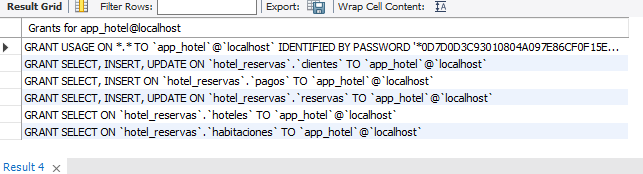 Result Grid Filter Rows: Export: Wrap Cell Content:
Grants for app_hotel@localhost
GRANT USAGE ON *.* TO `app_hotel`@`localhost` IDENTIFIED BY PASSWORD '*0D7D0D3C93010804A097E86CF0F15E...
GRANT SELECT, INSERT, UPDATE ON `hotel_reservas`.`clientes` TO `app_hotel`@`localhost`
GRANT SELECT, INSERT ON `hotel_reservas`.`pagos` TO `app_hotel`@`localhost`
GRANT SELECT, INSERT, UPDATE ON `hotel_reservas`.`reservas` TO `app_hotel`@`localhost`
GRANT SELECT ON `hotel_reservas`.`hoteles` TO `app_hotel`@`localhost`
GRANT SELECT ON `hotel_reservas`.`habitaciones` TO `app_hotel`@`localhost`
Result 4